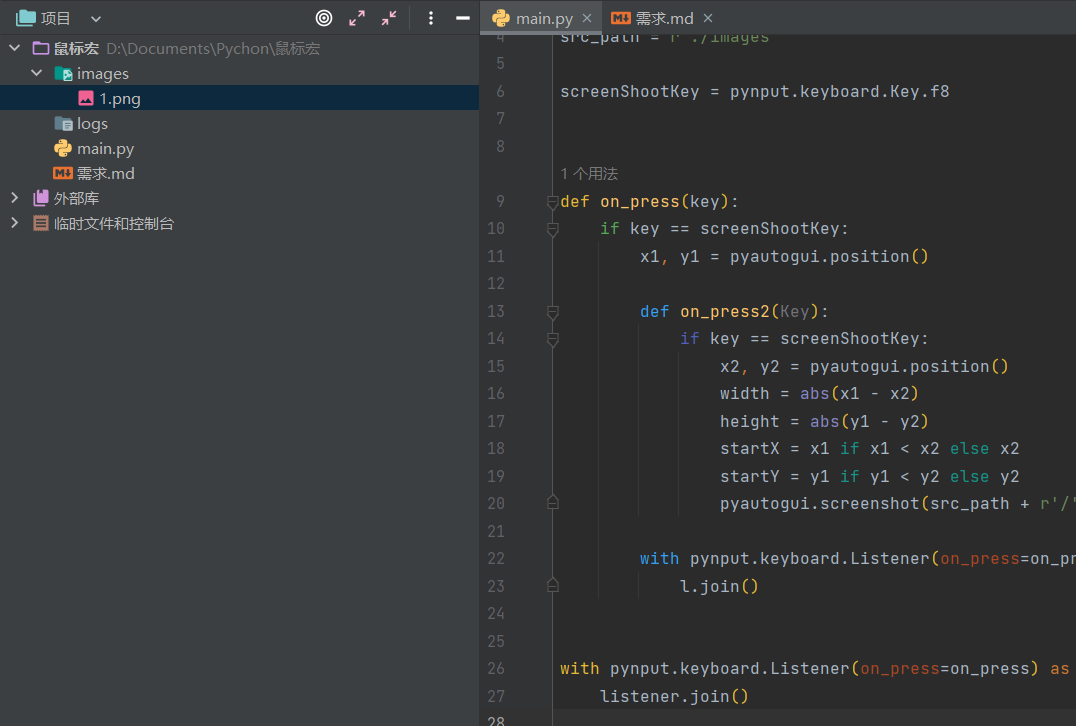 项目
鼠标宏 D:\Documents\Pychon\鼠标宏
images
1.png
logs
main.py
需求.md
外部库
临时文件和控制台
main.py
需求.md
4 src_path = r'./images
5
6 screenShootKey = pynput.keyboard.Key.f8
7
8
1 个用法
9 def on_press(key):
10 if key == screenShootKey:
11 x1, y1 = pyautogui.position()
12
13 def on_press2(Key):
14 if key == screenShootKey:
15 x2, y2 = pyautogui.position()
16 width = abs(x1 - x2)
17 height = abs(y1 - y2)
18 startX = x1 if x1 < x2 else x2
19 startY = y1 if y1 < y2 else y2
20 pyautogui.screenshot(src_path + r'/'
21
22 with pynput.keyboard.Listener(on_press=on_pr
23 l.join()
24
25
26 with pynput.keyboard.Listener(on_press=on_press) as
27 listener.join()
28